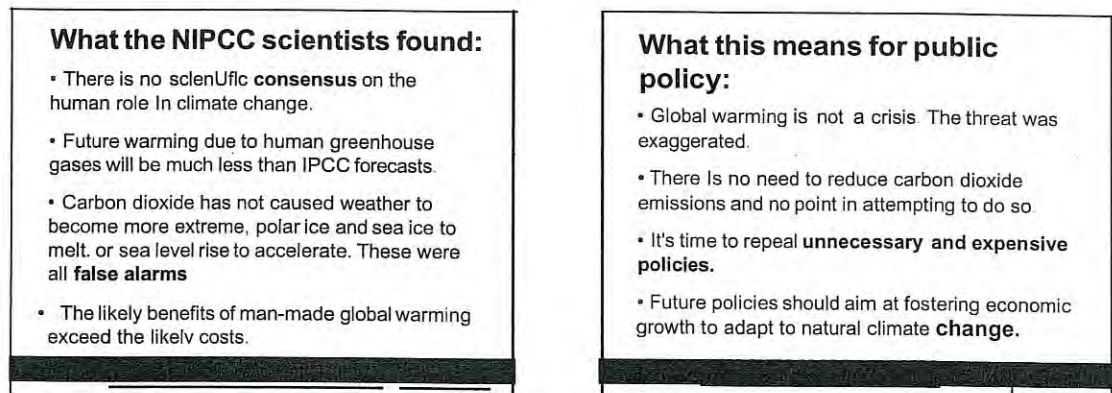 What the NIPCC scientists found:
• There is no sclenUflc consensus on the
human role In climate change.
• Future warming due to human greenhouse
gases will be much less than IPCC forecasts.
• Carbon dioxide has not caused weather to
become more extreme, polar ice and sea ice to
melt. or sea level rise to accelerate. These were
all false alarms
• The likely benefits of man-made global warming
exceed the likelv costs.
What this means for public
policy:
• Global warming is not a crisis. The threat was
exaggerated.
• There Is no need to reduce carbon dioxide
emissions and no point in attempting to do so.
• It's time to repeal unnecessary and expensive
policies.
• Future policies should aim at fostering economic
growth to adapt to natural climate change.